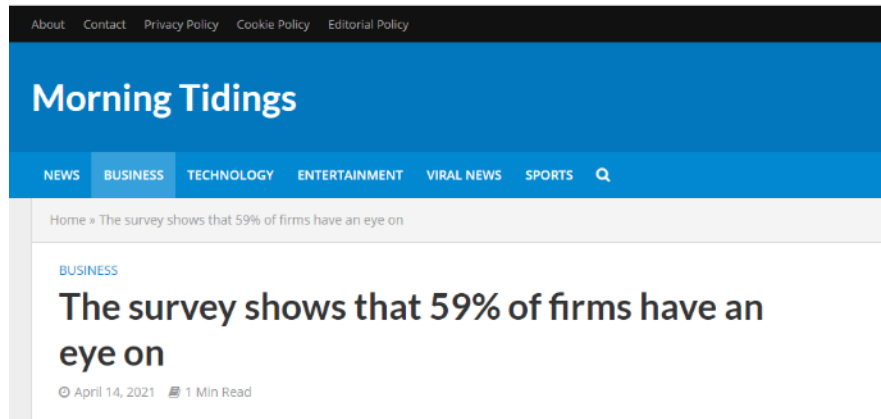 About Contact Privacy Policy Cookie Policy Editorial Policy
Morning Tidings
NEWS BUSINESS TECHNOLOGY ENTERTAINMENT VIRAL NEWS SPORTS
Home » The survey shows that 59% of firms have an eye on
BUSINESS
The survey shows that 59% of firms have an
eye on
April 14, 2021 1 Min Read